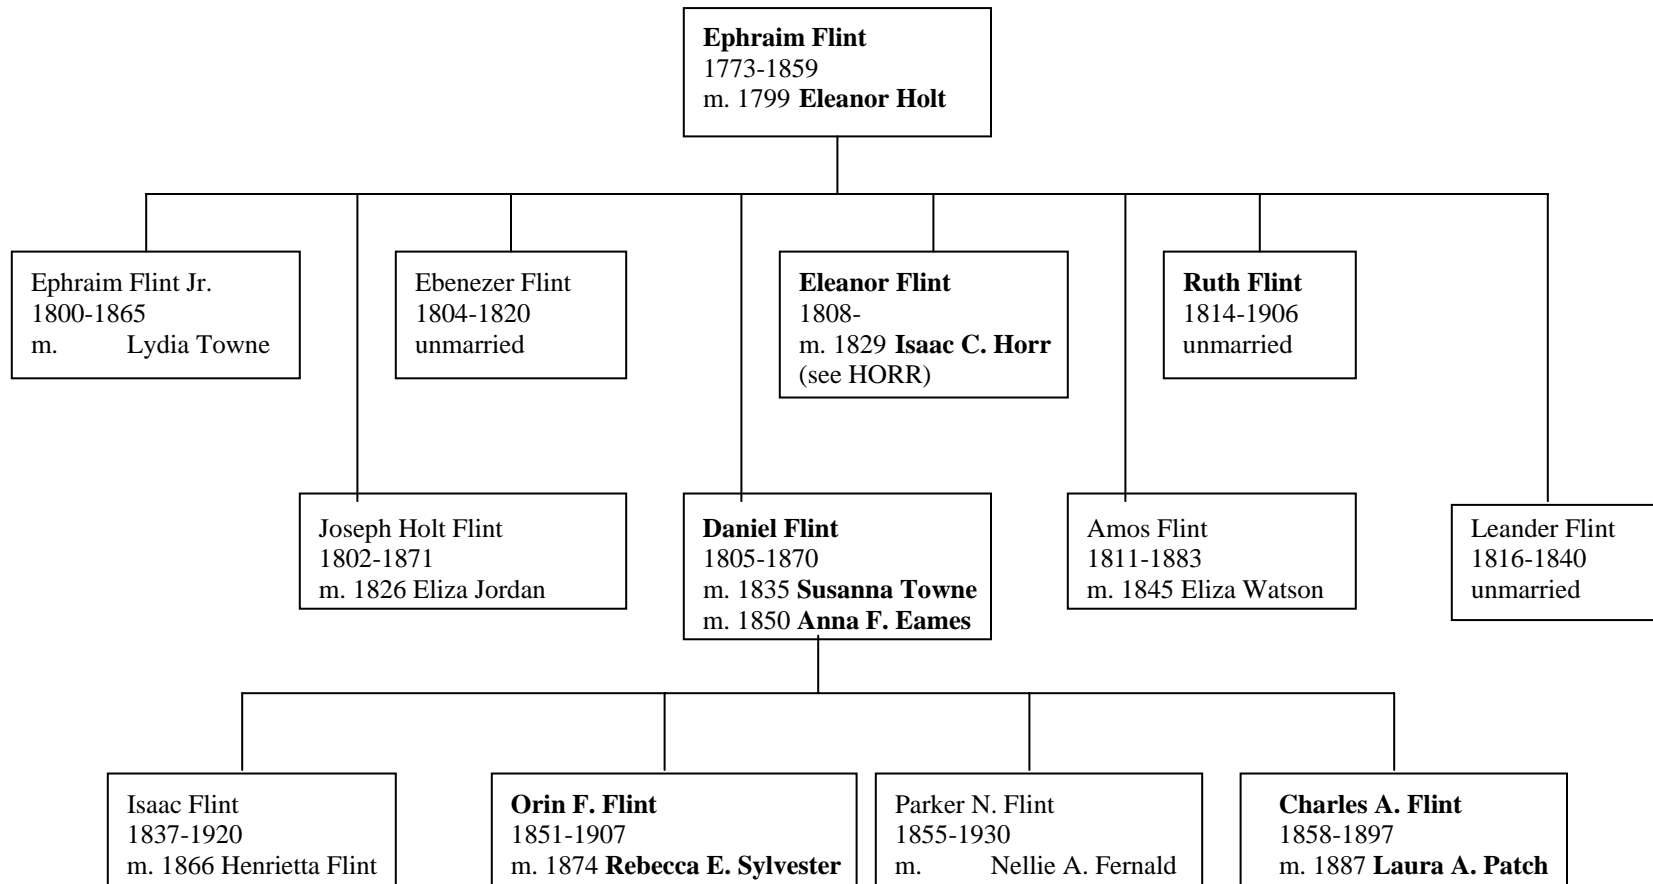 Ephraim Flint
1773-1859
m. 1799 Eleanor Holt
Ephraim Flint Jr.
1800-1865
m. Lydia Towne
Ebenezer Flint
1804-1820
unmarried
Eleanor Flint
1808-
m. 1829 Isaac C. Horr
(see HORR)
Ruth Flint
1814-1906
unmarried
Joseph Holt Flint
1802-1871
m. 1826 Eliza Jordan
Daniel Flint
1805-1870
m. 1835 Susanna Towne
m. 1850 Anna F. Eames
Amos Flint
1811-1883
m. 1845 Eliza Watson
Leander Flint
1816-1840
unmarried
Isaac Flint
1837-1920
m. 1866 Henrietta Flint
Orin F. Flint
1851-1907
m. 1874 Rebecca E. Sylvester
Parker N. Flint
1855-1930
m. Nellie A. Fernald
Charles A. Flint
1858-1897
m. 1887 Laura A. Patch